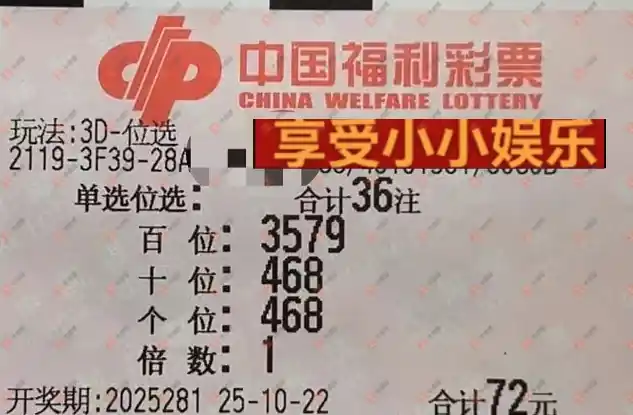 中国福利彩票
CHINA WELFARE LOTTERY
玩法:3D-位选
享受小小娱乐
2119-3F39-28A
单选位选: 合计36注
百 位: 3579
十 位: 468
个 位: 468
倍 数: 1
开奖期:2025281 25-10-22 合计72元